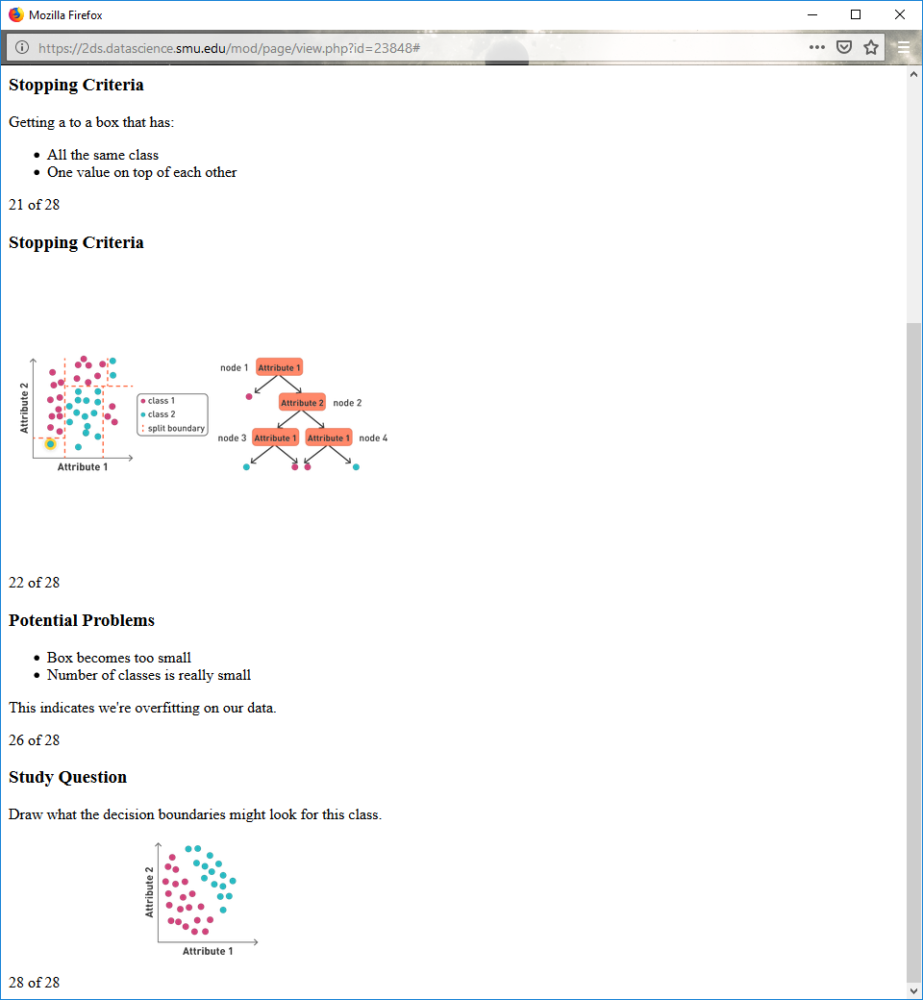 Mozilla Firefox
https://2ds.datascience.smu.edu/mod/page/view.php?id=23848#
Stopping Criteria
Getting a to a box that has:
All the same class
One value on top of each other
21 of 28
Stopping Criteria
Attribute 2
Attribute 1
class 1
class 2
split boundary
node 1 Attribute 1
Attribute 2 node 2
node 3 Attribute 1 Attribute 1 node 4
22 of 28
Potential Problems
Box becomes too small
Number of classes is really small
This indicates we're overfitting on our data.
26 of 28
Study Question
Draw what the decision boundaries might look for this class.
Attribute 2
Attribute 1
28 of 28